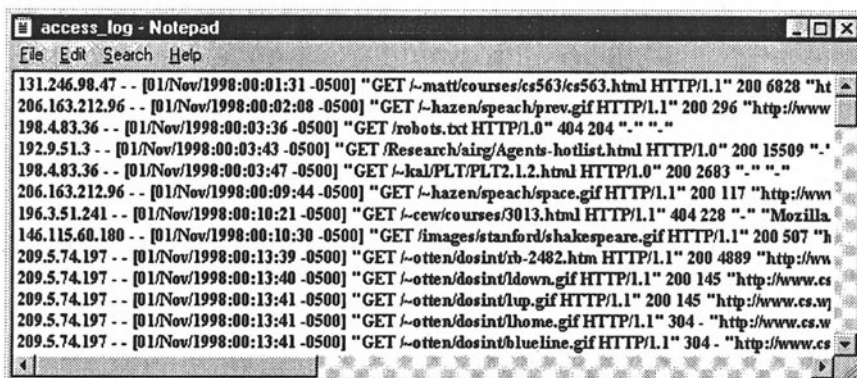 access_log - Notepad
File Edit Search Help
131.246.98.47 - - [01/Nov/1998:00:01:31 -0500] "GET /~matt/courses/cs563/cs563.html HTTP/1.1" 200 6828 "ht
206.163.212.96 - - [01/Nov/1998:00:02:08 -0500] "GET /~hazen/speach/prev.gif HTTP/1.1" 200 296 "http://www
198.4.83.36 - - [01/Nov/1998:00:03:36 -0500] "GET /robots.txt HTTP/1.0" 404 204 "-" "-"
192.9.51.3 - - [01/Nov/1998:00:03:43 -0500] "GET /Research/airg/Agents-hotlist.html HTTP/1.0" 200 15509 "-"
198.4.83.36 - - [01/Nov/1998:00:03:47 -0500] "GET /~kal/PLT/PLT2.1.2.html HTTP/1.0" 200 2683 "-" "-"
206.163.212.96 - - [01/Nov/1998:00:09:44 -0500] "GET /~hazen/speach/space.gif HTTP/1.1" 200 117 "http://www
196.3.51.241 - - [01/Nov/1998:00:10:21 -0500] "GET /~cew/courses/3013.html HTTP/1.1" 404 228 "-" "Mozilla
146.115.60.180 - - [01/Nov/1998:00:10:30 -0500] "GET /images/stanford/shakespeare.gif HTTP/1.1" 200 507 "h
209.5.74.197 - - [01/Nov/1998:00:13:39 -0500] "GET /~otten/dosint/rb-2482.htm HTTP/1.1" 200 4889 "http://ww
209.5.74.197 - - [01/Nov/1998:00:13:40 -0500] "GET /~otten/dosint/ldown.gif HTTP/1.1" 200 145 "http://www.cs
209.5.74.197 - - [01/Nov/1998:00:13:41 -0500] "GET /~otten/dosint/lup.gif HTTP/1.1" 200 145 "http://www.cs.w
209.5.74.197 - - [01/Nov/1998:00:13:41 -0500] "GET /~otten/dosint/lhome.gif HTTP/1.1" 304 - "http://www.cs.w
209.5.74.197 - - [01/Nov/1998:00:13:41 -0500] "GET /~otten/dosint/blueline.gif HTTP/1.1" 304 - "http://www.cs